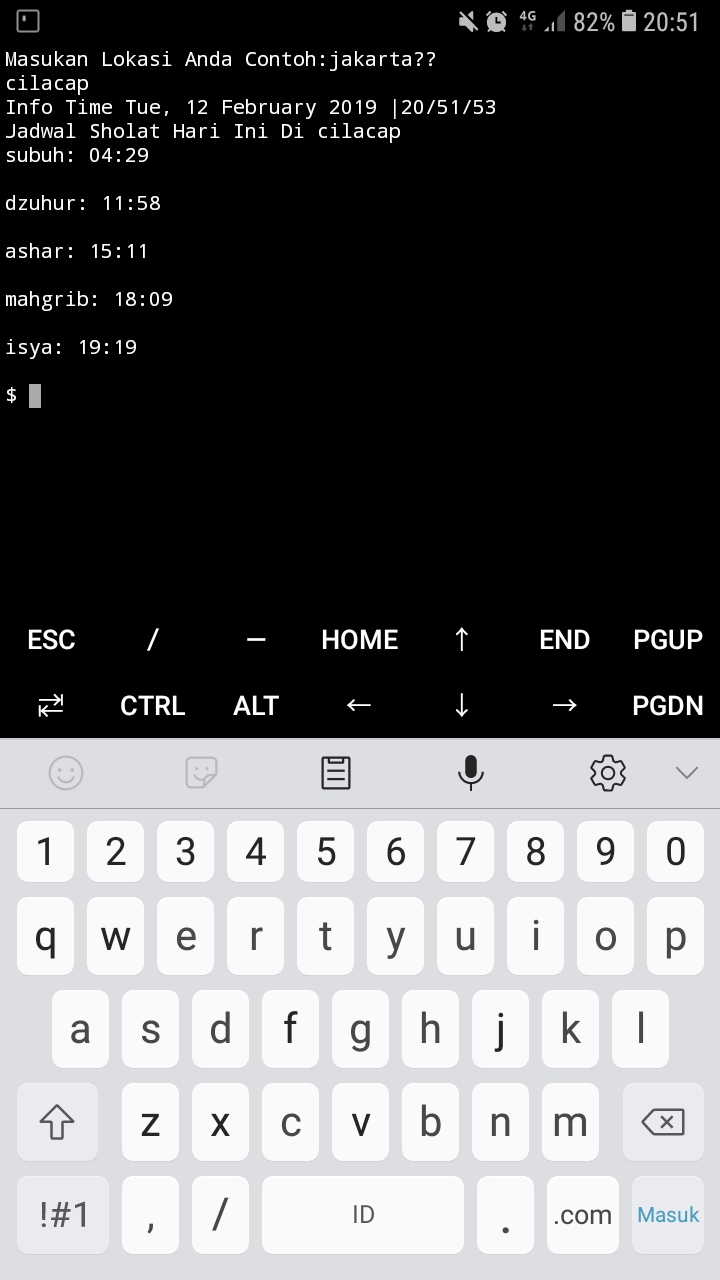 4G 82% 20:51
Masukan Lokasi Anda Contoh:jakarta??
cilacap
Info Time Tue, 12 February 2019 |20/51/53
Jadwal Sholat Hari Ini Di cilacap
subuh: 04:29
dzuhur: 11:58
ashar: 15:11
mahgrib: 18:09
isya: 19:19
$
ESC / — HOME ↑ END PGUP
⇄ CTRL ALT ← ↓ → PGDN
1 2 3 4 5 6 7 8 9 0
q w e r t y u i o p
a s d f g h j k l
z x c v b n m
!#1 , / ID . .com Masuk